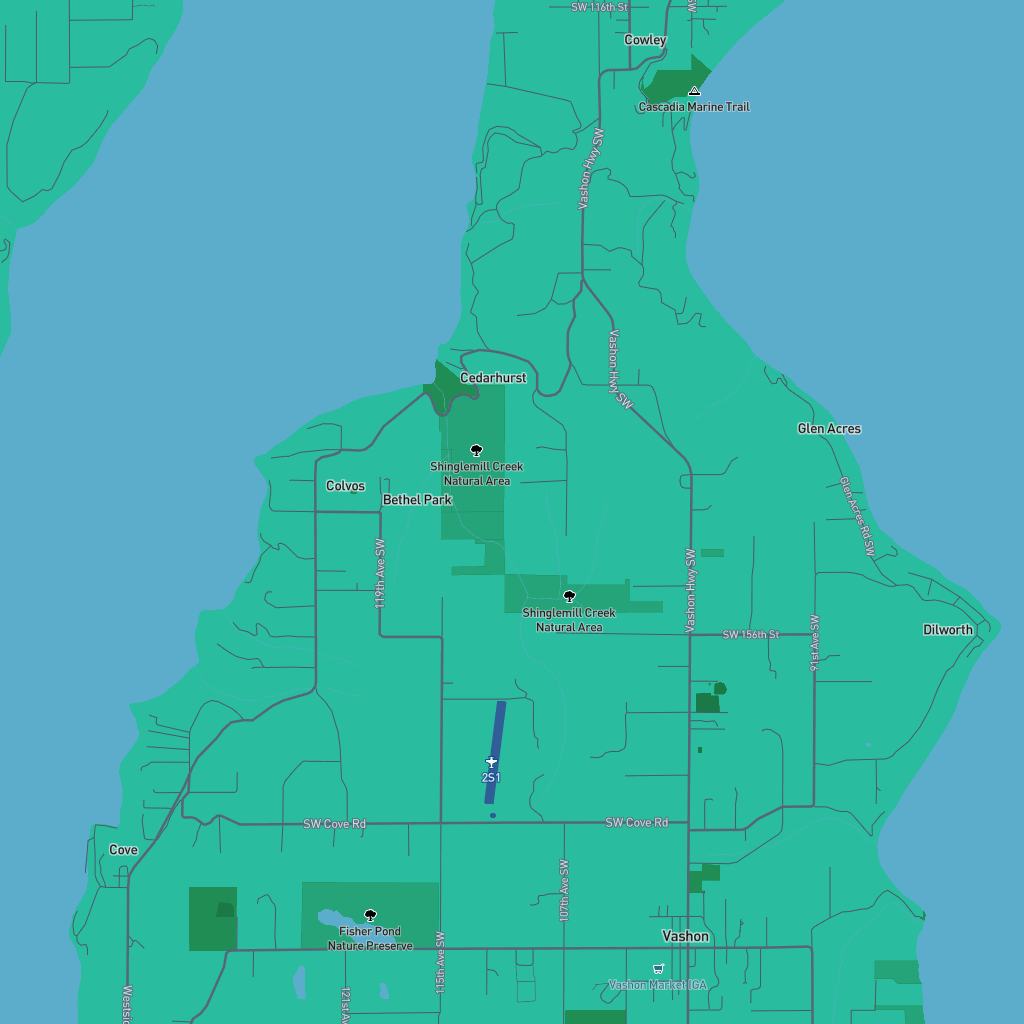 SW 116th St
SW
Cowley
Cascadia Marine Trail
Vashon Hwy SW
Vashon Hwy SW
Cedarhurst
Glen Acres
Shinglemill Creek
Natural Area
Colvos
Bethel Park
Glen Acres Rd SW
119th Ave SW
Vashon Hwy SW
Shinglemill Creek
Natural Area
SW 156th St
91st Ave SW
Dilworth
2S1
SW Cove Rd
SW Cove Rd
Cove
107th Ave SW
Fisher Pond
Nature Preserve
115th Ave SW
Vashon
Vashon Market IGA
121st Av
Westsid